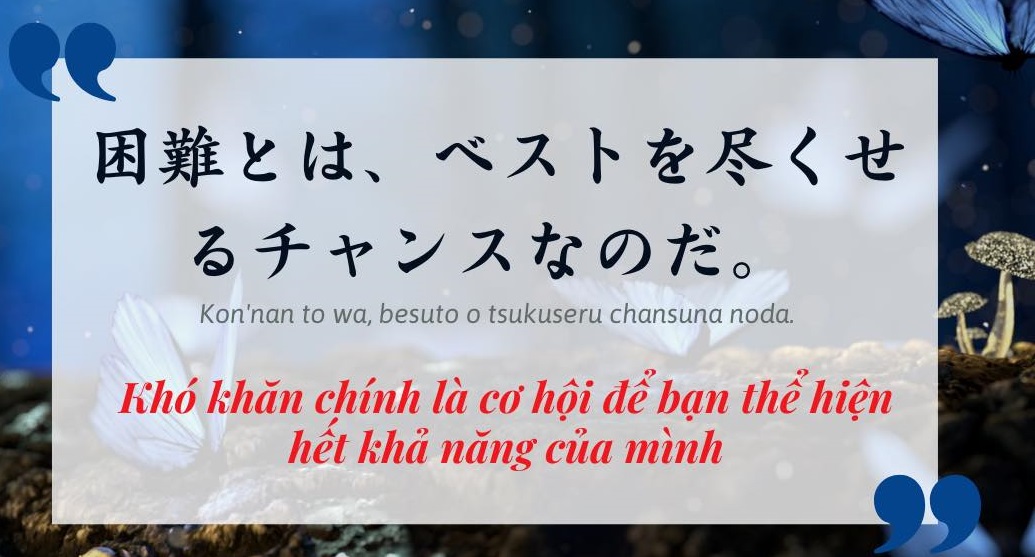 困難とは、ベストを尽くせ
るチャンスなのだ。
Kon'nan to wa, besuto o tsukuseru chansuna noda.
Khó khăn chính là cơ hội để bạn thể hiện
hết khả năng của mình